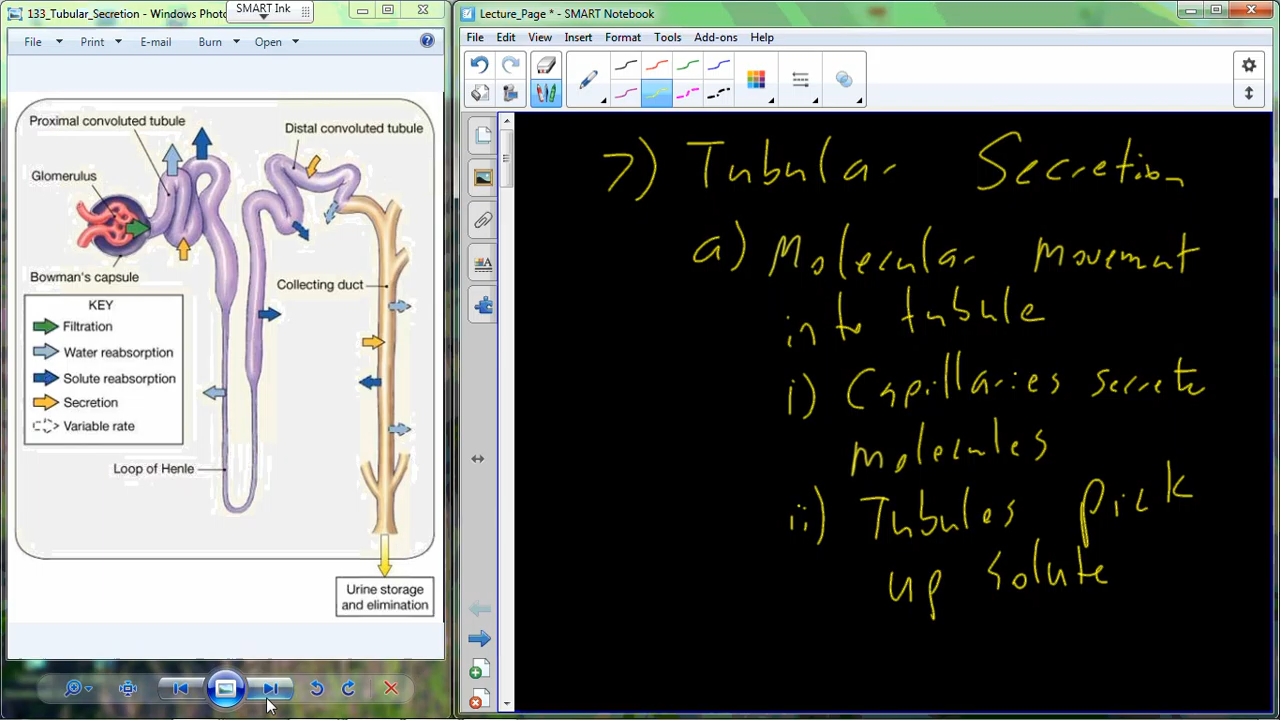 133_Tubular_Secretion - Windows Photo
SMART Ink
File Print E-mail Burn Open
Proximal convoluted tubule
Distal convoluted tubule
Glomerulus
Bowman's capsule
Collecting duct
KEY
Filtration
Water reabsorption
Solute reabsorption
Secretion
Variable rate
Loop of Henle
Urine storage
and elimination
Lecture_Page * - SMART Notebook
File Edit View Insert Format Tools Add-ons Help
7) Tubular Secretion
a) Molecular movement
into tubule
i) Capillaries secrete
molecules
ii) Tubules pick
up solute